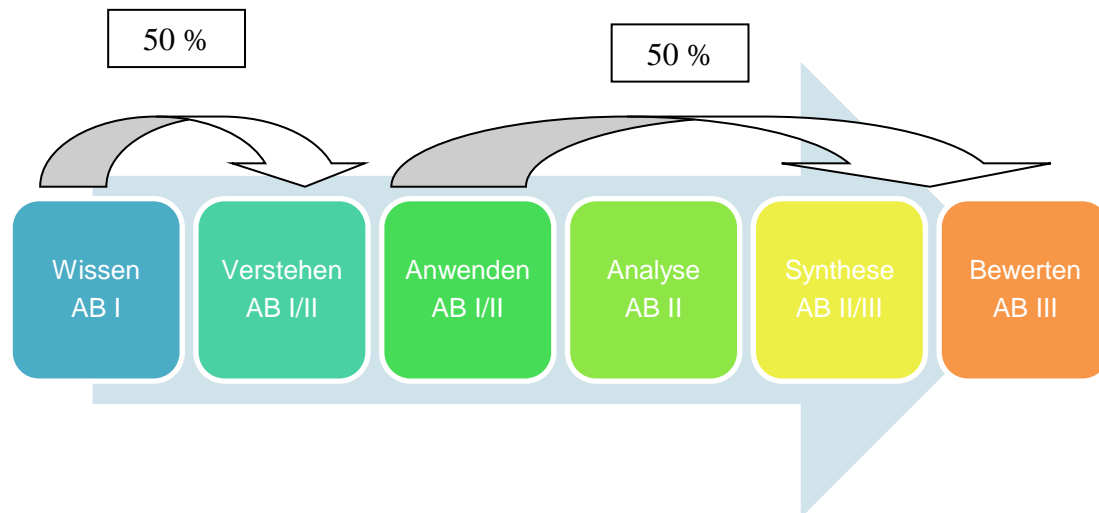 50 %
50 %
Wissen
AB I
Verstehen
AB I/II
Anwenden
AB I/II
Analyse
AB II
Synthese
AB II/III
Bewerten
AB III